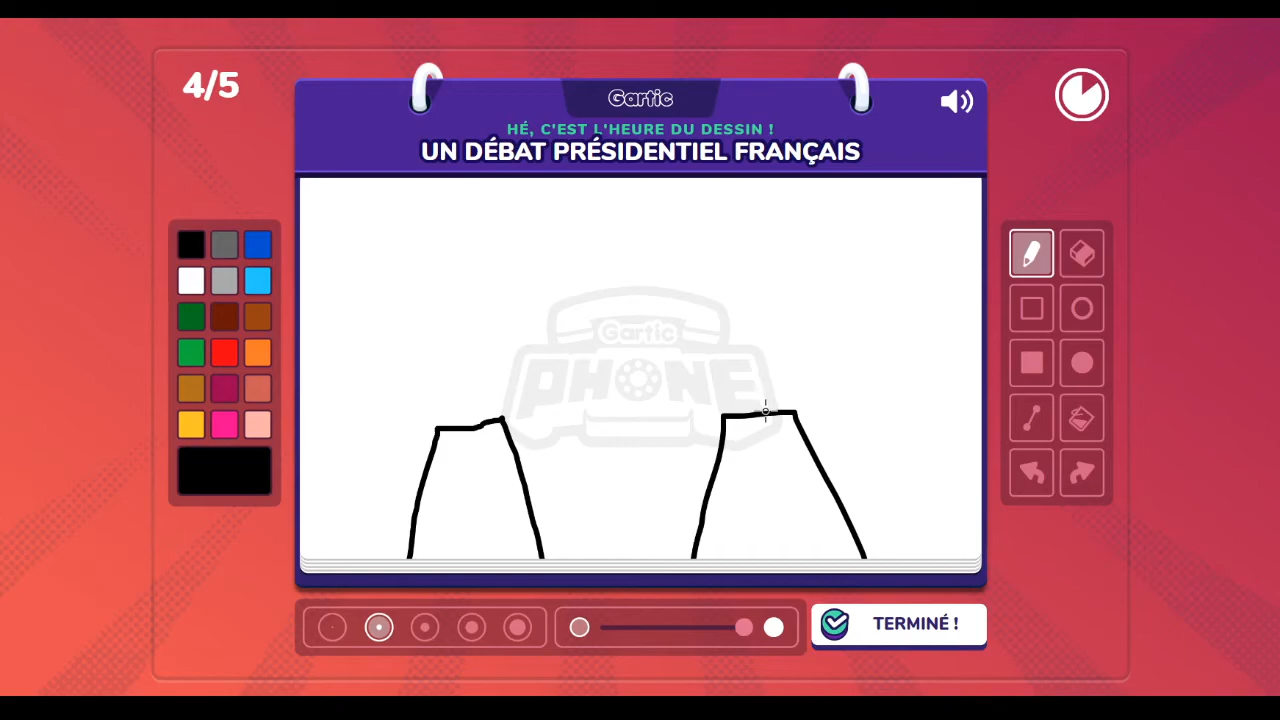 4/5
Gartic
HÉ, C'EST L'HEURE DU DESSIN !
UN DÉBAT PRÉSIDENTIEL FRANÇAIS
Gartic
PHONE
TERMINÉ !